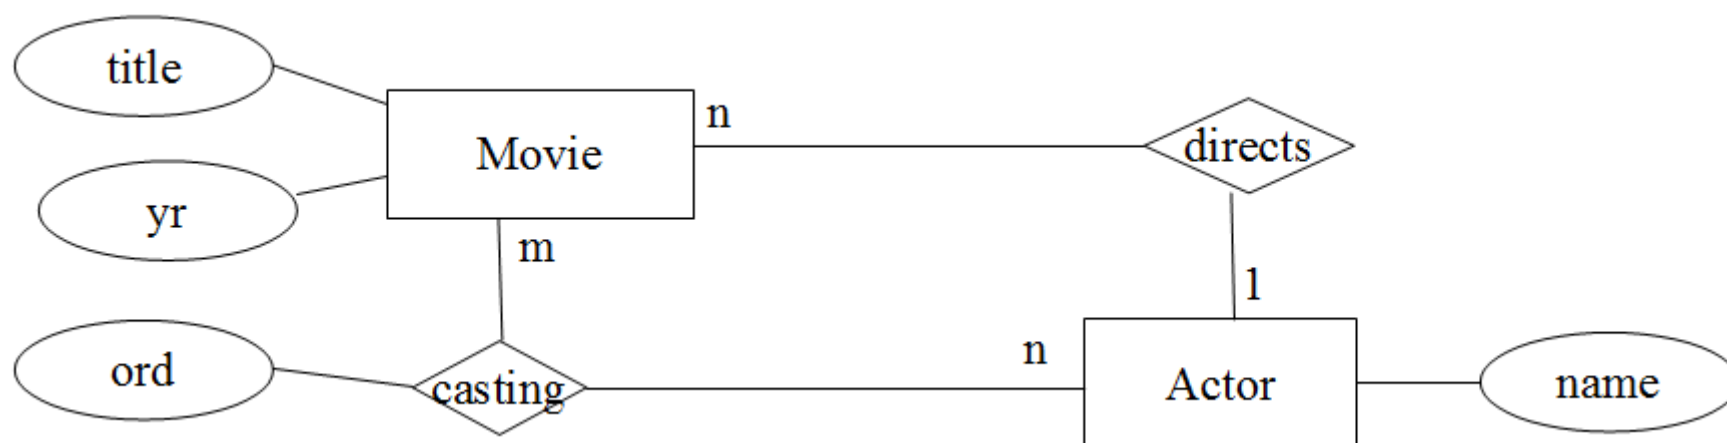 title
n
Movie
directs
yr
m
1
ord
n
casting
Actor
name